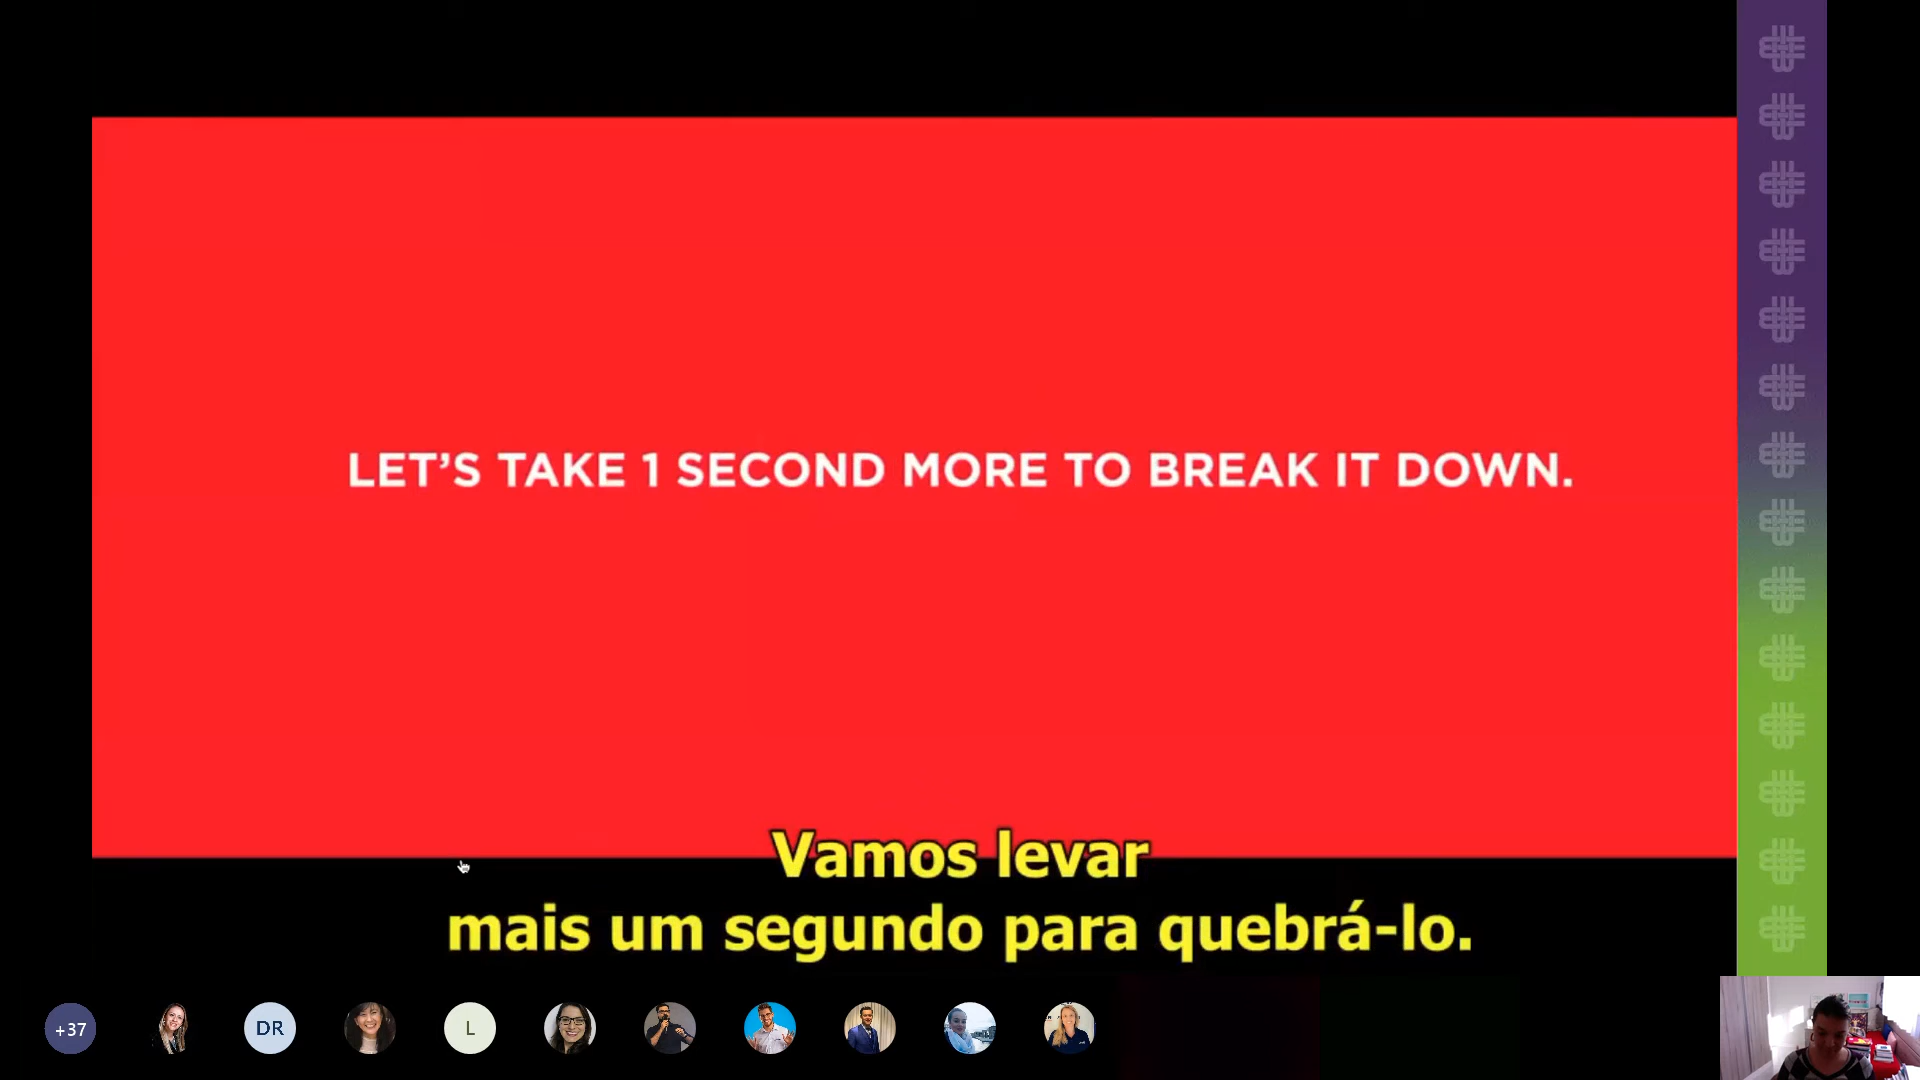 LET’S TAKE 1 SECOND MORE TO BREAK IT DOWN.
Vamos levar
mais um segundo para quebrá-lo.
+37
DR
L